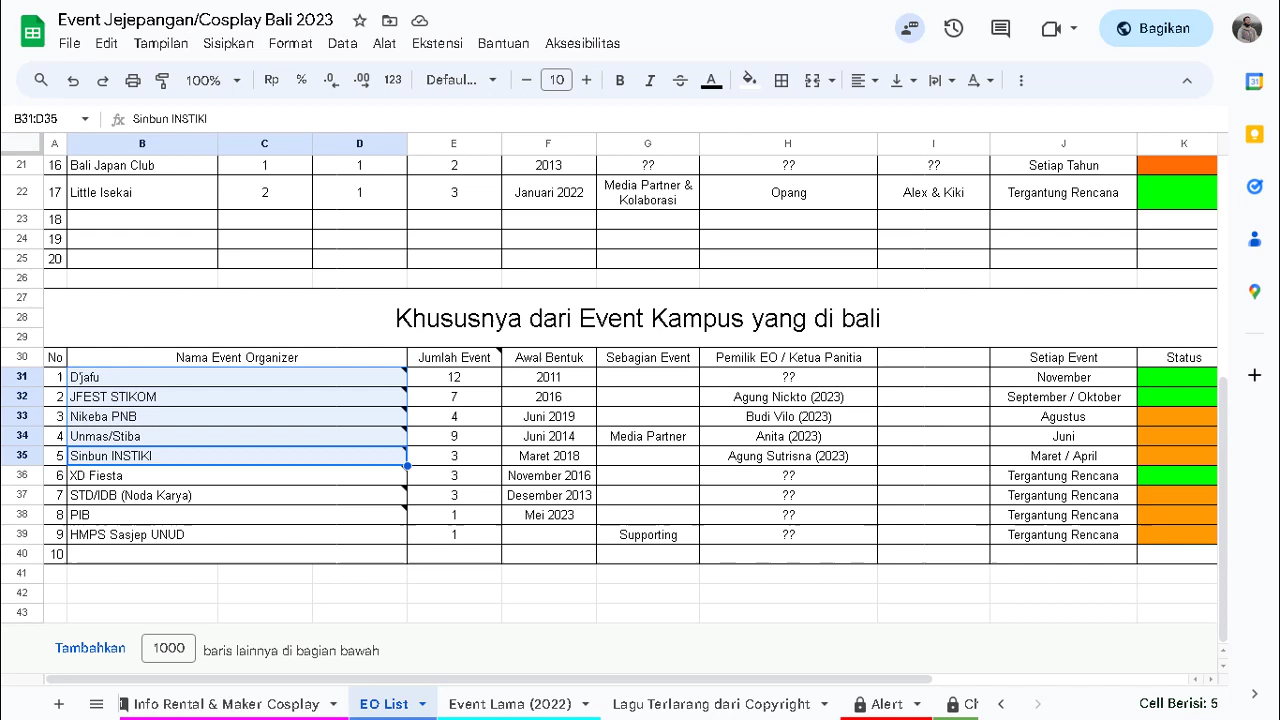 Event Jejepangan/Cosplay Bali 2023
File Edit Tampilan Sisipkan Format Data Alat Ekstensi Bantuan Aksesibilitas
Bagikan
100% Rp % .0 .00 123 Defaul... 10 B I A
B31:D35 fx Sinbun INSTIKI
A B C D E F G H I J K
21 16 Bali Japan Club 1 1 2 2013 ?? ?? ?? Setiap Tahun
22 17 Little Isekai 2 1 3 Januari 2022 Media Partner & Kolaborasi Opang Alex & Kiki Tergantung Rencana
23 18
24 19
25 20
26
27
28 Khususnya dari Event Kampus yang di bali
29
30 No Nama Event Organizer Jumlah Event Awal Bentuk Sebagian Event Pemilik EO / Ketua Panitia Setiap Event Status
31 1 D'jafu 12 2011 ?? November
32 2 JFEST STIKOM 7 2016 Agung Nickto (2023) September / Oktober
33 3 Nikeba PNB 4 Juni 2019 Budi Vilo (2023) Agustus
34 4 Unmas/Stiba 9 Juni 2014 Media Partner Anita (2023) Juni
35 5 Sinbun INSTIKI 3 Maret 2018 Agung Sutrisna (2023) Maret / April
36 6 XD Fiesta 3 November 2016 ?? Tergantung Rencana
37 7 STD/IDB (Noda Karya) 3 Desember 2013 ?? Tergantung Rencana
38 8 PIB 1 Mei 2023 ?? Tergantung Rencana
39 9 HMPS Sasjep UNUD 1 Supporting ?? Tergantung Rencana
40 10
41
42
43
Tambahkan 1000 baris lainnya di bagian bawah
Info Rental & Maker Cosplay EO List Event Lama (2022) Lagu Terlarang dari Copyright Alert Cell Berisi: 5